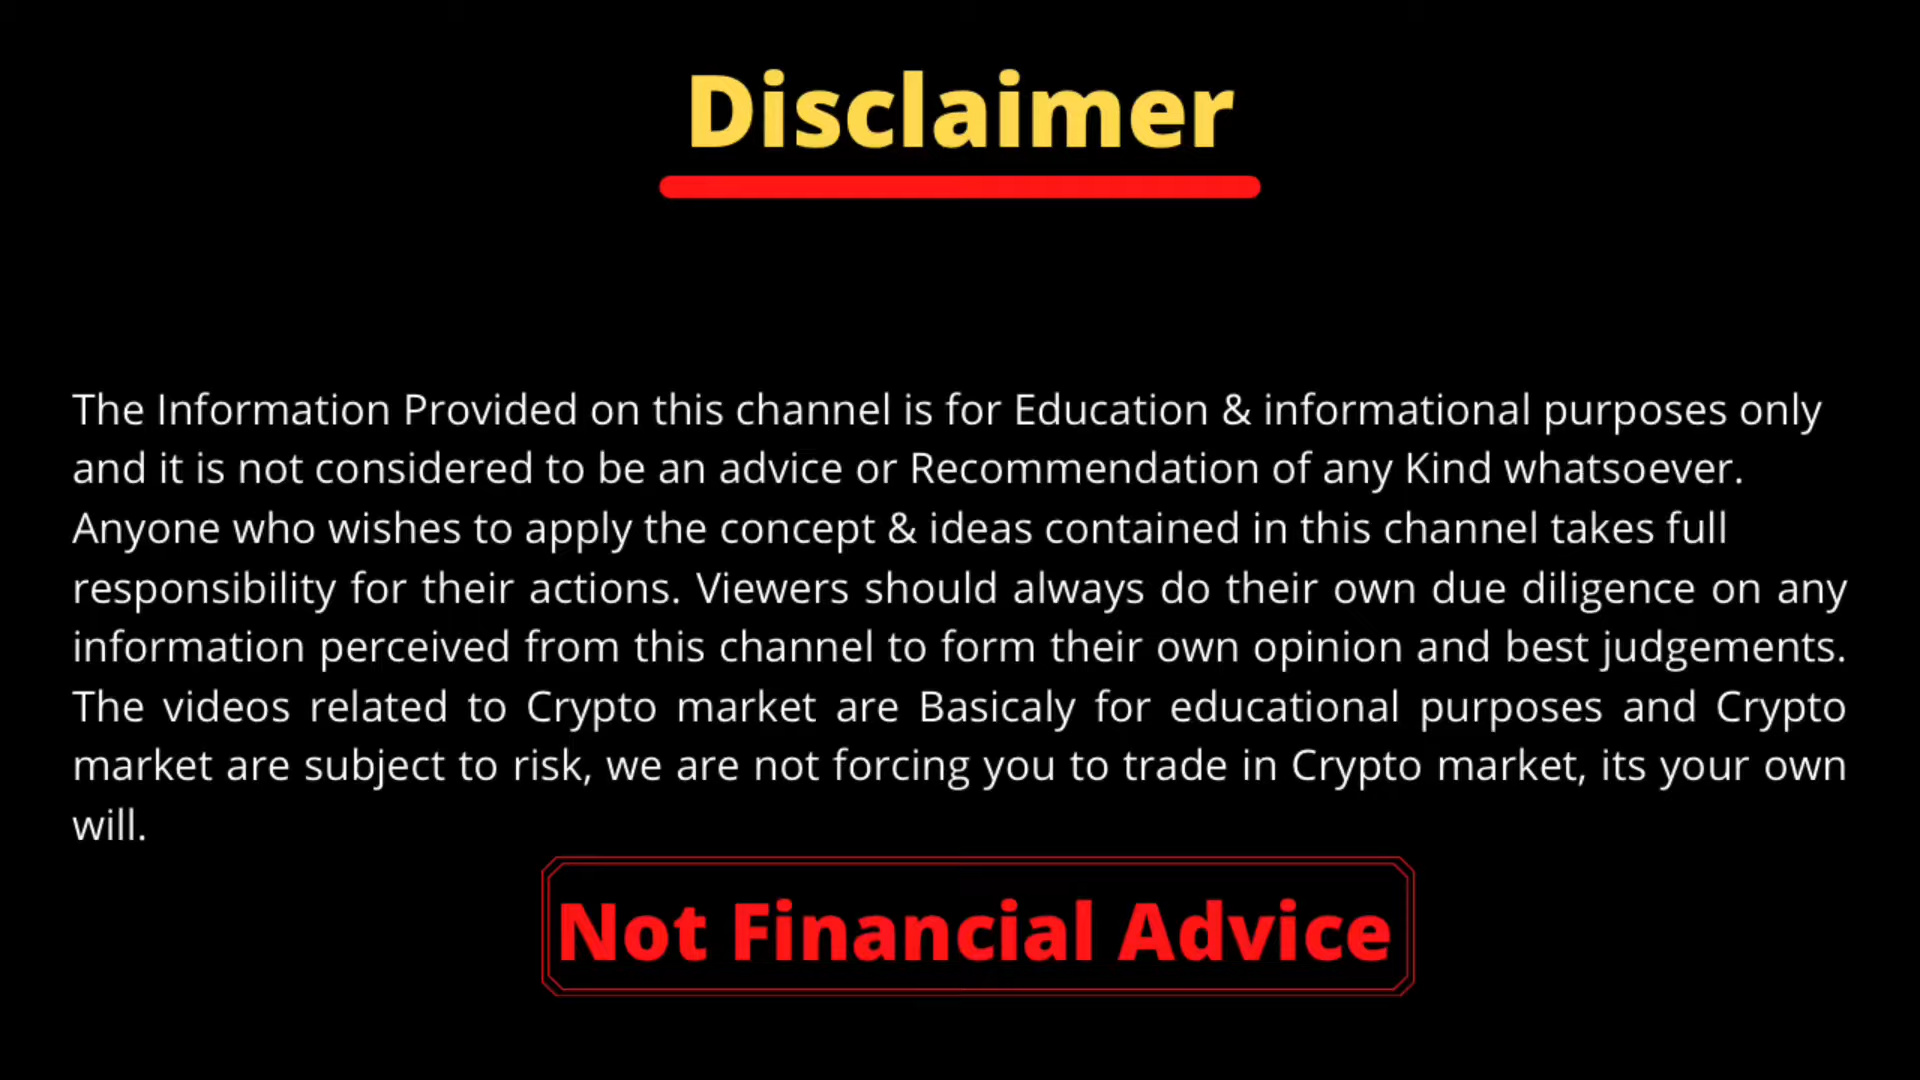 Disclaimer
The Information Provided on this channel is for Education & informational purposes only
and it is not considered to be an advice or Recommendation of any Kind whatsoever.
Anyone who wishes to apply the concept & ideas contained in this channel takes full
responsibility for their actions. Viewers should always do their own due diligence on any
information perceived from this channel to form their own opinion and best judgements.
The videos related to Crypto market are Basicaly for educational purposes and Crypto
market are subject to risk, we are not forcing you to trade in Crypto market, its your own
will.
Not Financial Advice